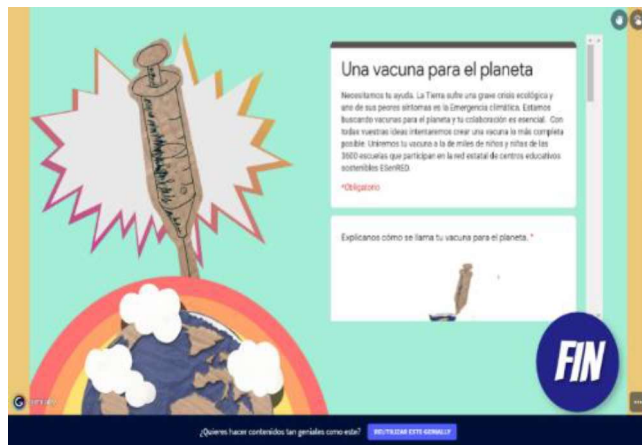 Una vacuna para el planeta
Necesitamos tu ayuda. La Tierra sufre una grave crisis ecológica y
uno de sus peores síntomas es la Emergencia climática. Estamos
buscando vacunas para el planeta y tu colaboración es esencial. Con
todas vuestras ideas intentaremos crear una vacuna lo más completa
posible. Uniremos tu vacuna a la de miles de niños y niñas de las
3600 escuelas que participan en la red estatal de centros educativos
sostenibles ESenRED.
*Obligatorio
Explicanos cómo se llama tu vacuna para el planeta. *
FIN
¿Quieres hacer contenidos tan geniales como este?
REUTILIZAR ESTE GENIALLY